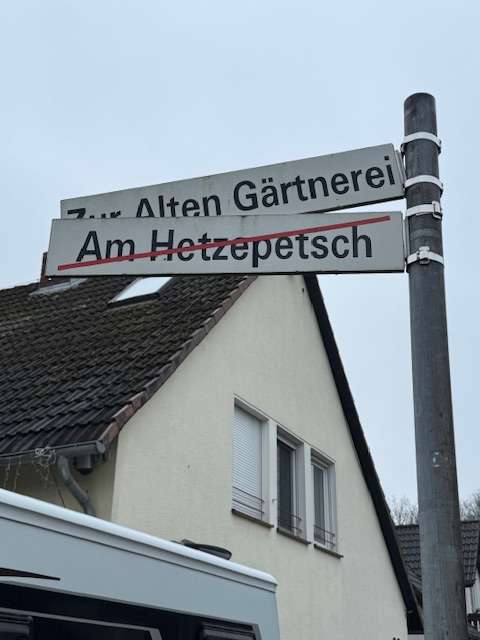 Zur Alten Gärtnerei
Am Hetzepetsch